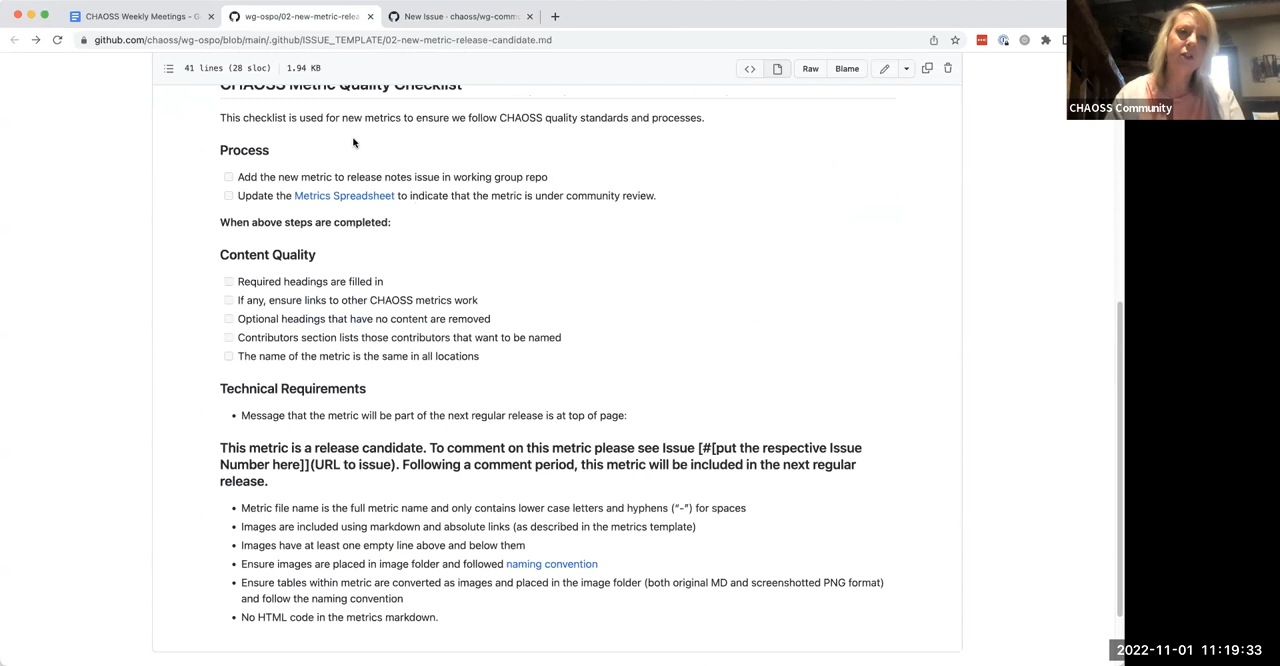 CHAOSS Weekly Meetings - G
wg-ospo/02-new-metric-relea
New Issue · chaoss/wg-comm
github.com/chaoss/wg-ospo/blob/main/.github/ISSUE_TEMPLATE/02-new-metric-release-candidate.md
41 lines (28 sloc) 1.94 KB
Raw Blame
CHAOSS Community
CHAOSS Metric Quality Checklist
This checklist is used for new metrics to ensure we follow CHAOSS quality standards and processes.
Process
Add the new metric to release notes issue in working group repo
Update the Metrics Spreadsheet to indicate that the metric is under community review.
When above steps are completed:
Content Quality
Required headings are filled in
If any, ensure links to other CHAOSS metrics work
Optional headings that have no content are removed
Contributors section lists those contributors that want to be named
The name of the metric is the same in all locations
Technical Requirements
• Message that the metric will be part of the next regular release is at top of page:
This metric is a release candidate. To comment on this metric please see Issue [#[put the respective Issue
Number here]](URL to issue). Following a comment period, this metric will be included in the next regular
release.
• Metric file name is the full metric name and only contains lower case letters and hyphens (“-”) for spaces
• Images are included using markdown and absolute links (as described in the metrics template)
• Images have at least one empty line above and below them
• Ensure images are placed in image folder and followed naming convention
• Ensure tables within metric are converted as images and placed in the image folder (both original MD and screenshotted PNG format)
and follow the naming convention
• No HTML code in the metrics markdown.
2022-11-01 11:19:33